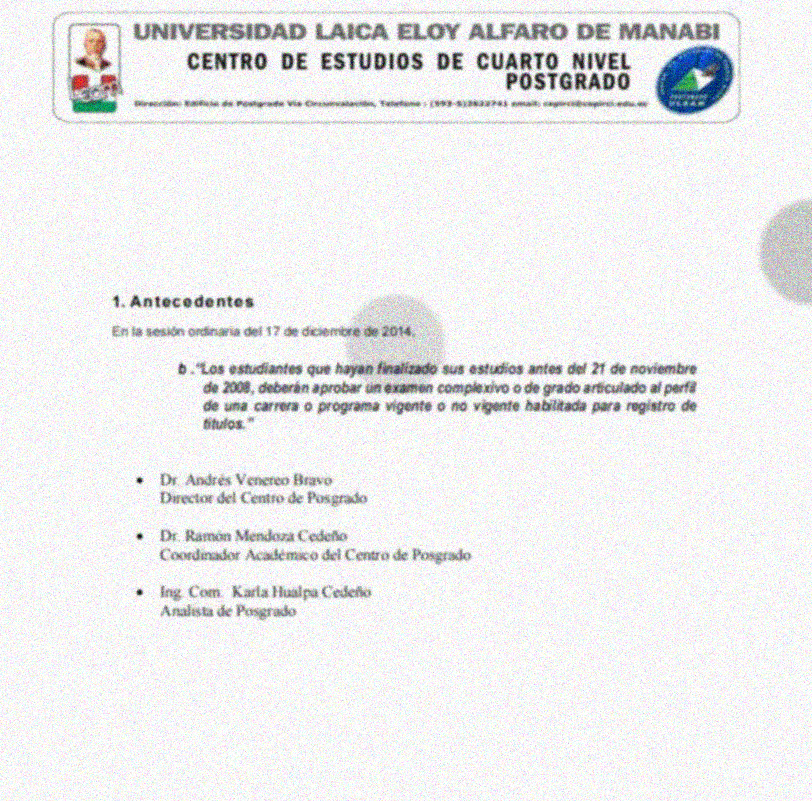 UNIVERSIDAD LAICA ELOY ALFARO DE MANABI
CENTRO DE ESTUDIOS DE CUARTO NIVEL
POSTGRADO
Dirección: Edificio de Postgrado Vía Circunvalación, Telefono : (593-5)2622741 email:
1. Antecedentes
En la sesión ordinaria del 17 de diciembre de 2014,
b ."Los estudiantes que hayan finalizado sus estudios antes del 21 de noviembre
de 2008, deberán aprobar un examen complexivo o de grado articulado al perfil
de una carrera o programa vigente o no vigente habilitada para registro de
títulos."
• Dr. Andrés Venereo Bravo
Director del Centro de Posgrado
• Dr. Ramón Mendoza Cedeño
Coordinador Académico del Centro de Posgrado
• Ing. Com. Karla Hualpa Cedeño
Analista de Posgrado